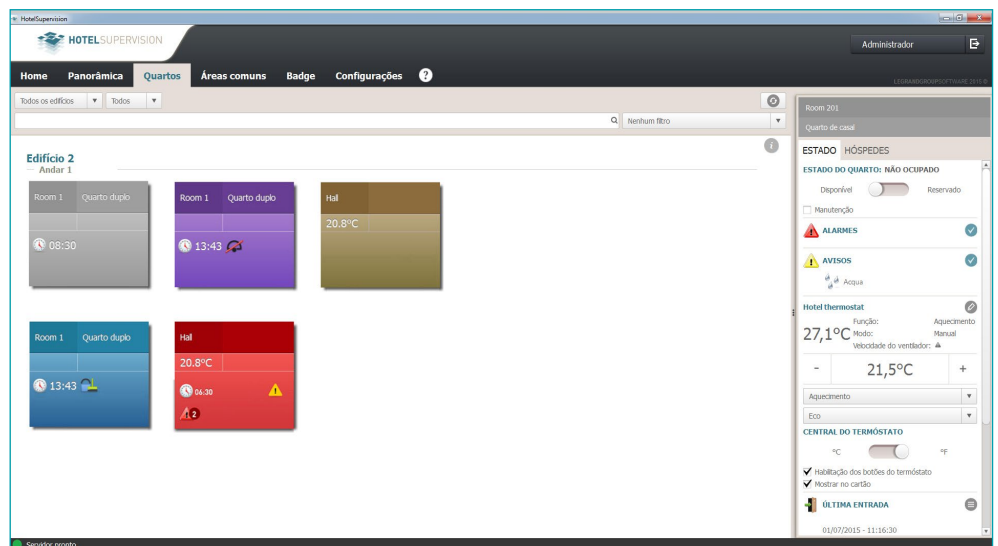 HotelSupervision
HOTELSUPERVISION
Administrador
Home Panorâmica Quartos Áreas comuns Badge Configurações ?
LEGRANDGROUPSOFTWARE 2015 ©
Todos os edifícios Todos
Nenhum filtro
Edifício 2
Andar 1
Room 1 Quarto duplo
08:30
Room 1 Quarto duplo
13:43
Hall
20.8°C
Room 1 Quarto duplo
13:43
Hall
20.8°C
06:30
2
Room 201
Quarto de casal
ESTADO HÓSPEDES
ESTADO DO QUARTO: NÃO OCUPADO
Disponível Reservado
Manutenção
ALARMES
AVISOS
Acqua
Hotel thermostat
27,1°C
Função: Aquecimento
Modo: Manual
Velocidade do ventilador:
- 21,5°C +
Aquecimento
Eco
CENTRAL DO TERMÓSTATO
°C °F
Habilitação dos botões do termóstato
Mostrar no cartão
ÚLTIMA ENTRADA
01/07/2015 - 11:16:30
Servidor pronto